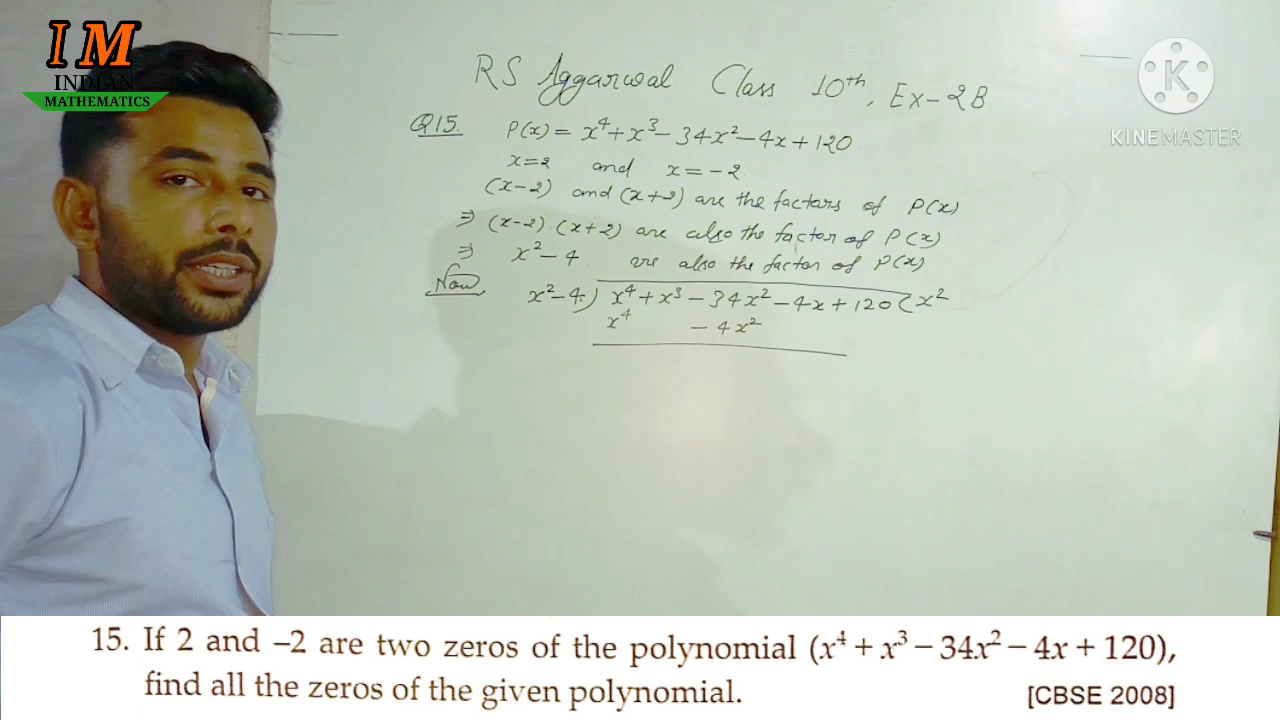 I M
INDIAN
MATHEMATICS
K
KINEMASTER
RS Aggarwal Class 10th, Ex-2B
Q15. P(x) = x⁴+x³-34x²-4x+120
x=2 and x=-2.
(x-2) and (x+2) are the factors of P(x)
⇒ (x-2).(x+2) are also the factor of P(x)
⇒ x²-4 are also the factor of P(x)
Now x²-4) x⁴+x³-34x²-4x+120(x²
x⁴ -4x²
15. If 2 and –2 are two zeros of the polynomial (x⁴ + x³ – 34x² – 4x + 120),
find all the zeros of the given polynomial. [CBSE 2008]